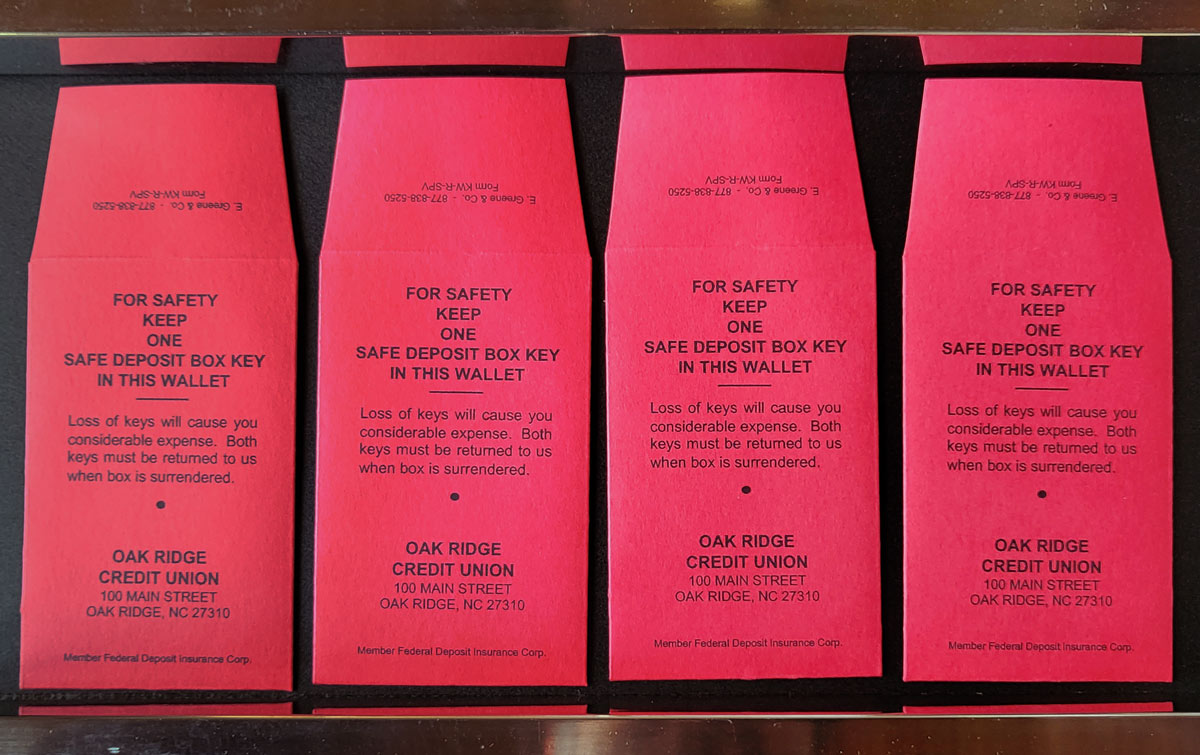 E. Greene & Co. - 877-838-5250
Form KW-R-SPV
FOR SAFETY
KEEP
ONE
SAFE DEPOSIT BOX KEY
IN THIS WALLET
Loss of keys will cause you
considerable expense. Both
keys must be returned to us
when box is surrendered.
OAK RIDGE
CREDIT UNION
100 MAIN STREET
OAK RIDGE, NC 27310
Member Federal Deposit Insurance Corp.
E. Greene & Co. - 877-838-5250
Form KW-R-SPV
FOR SAFETY
KEEP
ONE
SAFE DEPOSIT BOX KEY
IN THIS WALLET
Loss of keys will cause you
considerable expense. Both
keys must be returned to us
when box is surrendered.
OAK RIDGE
CREDIT UNION
100 MAIN STREET
OAK RIDGE, NC 27310
Member Federal Deposit Insurance Corp.
E. Greene & Co. - 877-838-5250
Form KW-R-SPV
FOR SAFETY
KEEP
ONE
SAFE DEPOSIT BOX KEY
IN THIS WALLET
Loss of keys will cause you
considerable expense. Both
keys must be returned to us
when box is surrendered.
OAK RIDGE
CREDIT UNION
100 MAIN STREET
OAK RIDGE, NC 27310
Member Federal Deposit Insurance Corp.
E. Greene & Co. - 877-838-5250
Form KW-R-SPV
FOR SAFETY
KEEP
ONE
SAFE DEPOSIT BOX KEY
IN THIS WALLET
Loss of keys will cause you
considerable expense. Both
keys must be returned to us
when box is surrendered.
OAK RIDGE
CREDIT UNION
100 MAIN STREET
OAK RIDGE, NC 27310
Member Federal Deposit Insurance Corp.